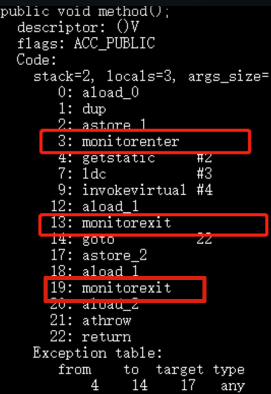 public void method();
descriptor: ()V
flags: ACC_PUBLIC
Code:
stack=2, locals=3, args_size=
0: aload_0
1: dup
2: astore_1
3: monitorenter
4: getstatic #2
7: ldc #3
9: invokevirtual #4
12: aload_1
13: monitorexit
14: goto 22
17: astore_2
18: aload_1
19: monitorexit
20: aload_2
21: athrow
22: return
Exception table:
from to target type
4 14 17 any